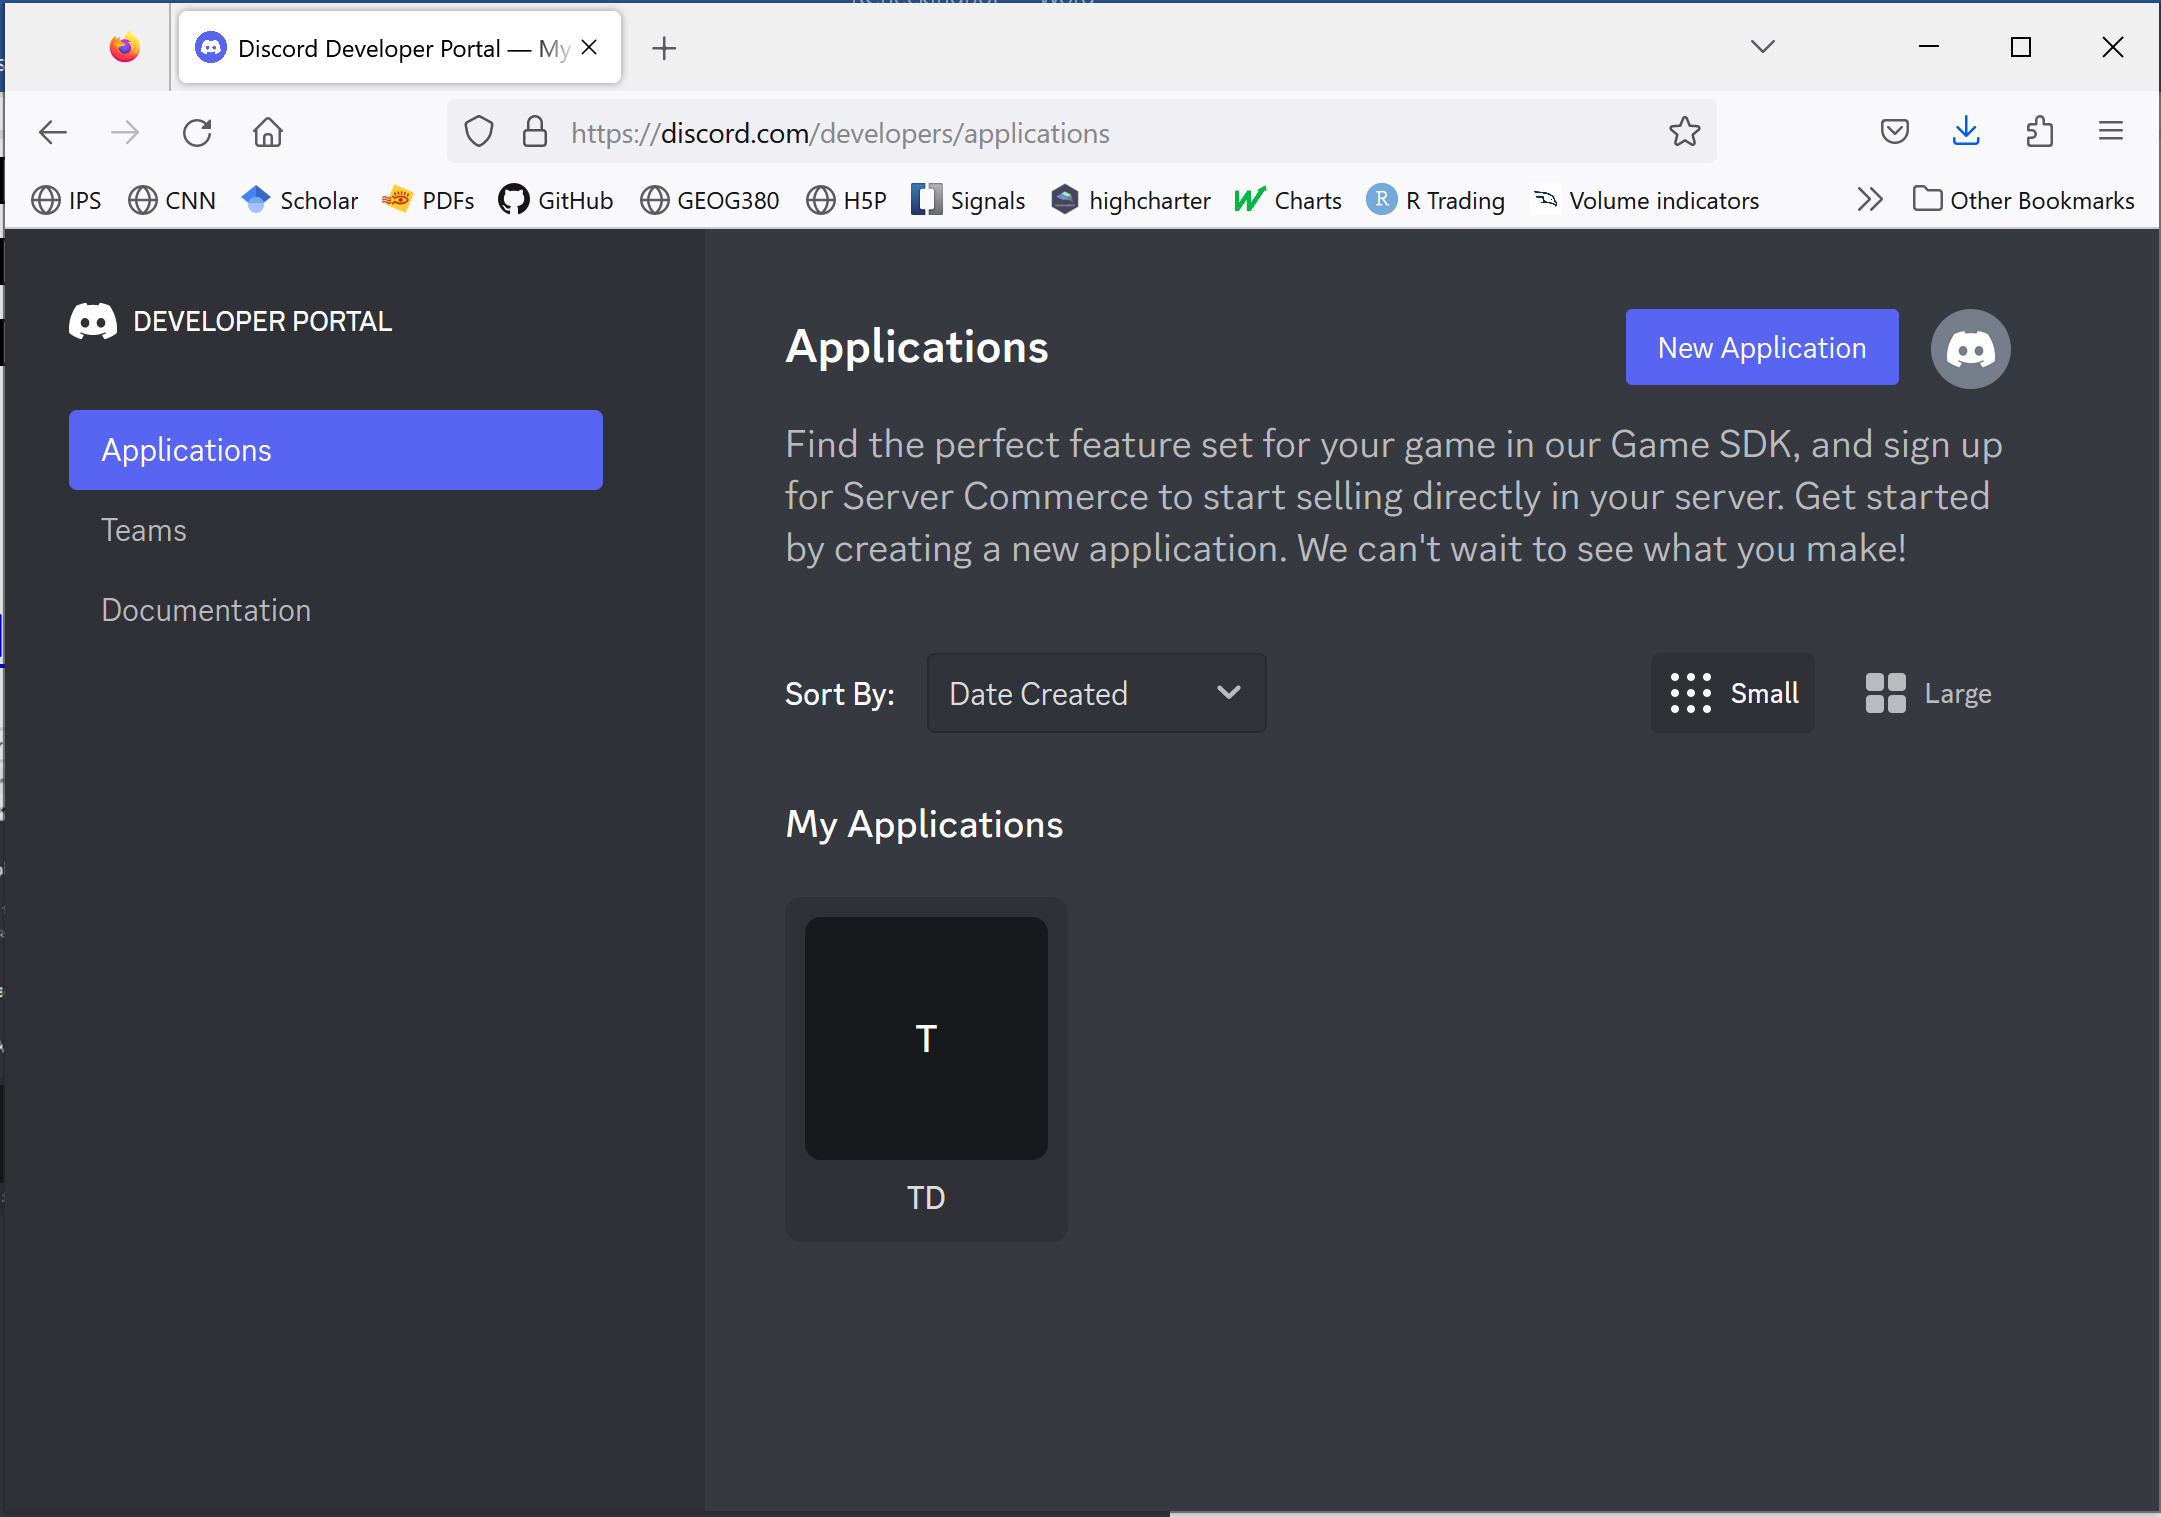 Discord Developer Portal — My
https://discord.com/developers/applications
IPS CNN Scholar PDFs GitHub GEOG380 H5P Signals highcharter Charts R R Trading Volume indicators Other Bookmarks
DEVELOPER PORTAL
Applications
Teams
Documentation
Applications
New Application
Find the perfect feature set for your game in our Game SDK, and sign up
for Server Commerce to start selling directly in your server. Get started
by creating a new application. We can't wait to see what you make!
Sort By: Date Created Small Large
My Applications
T
TD